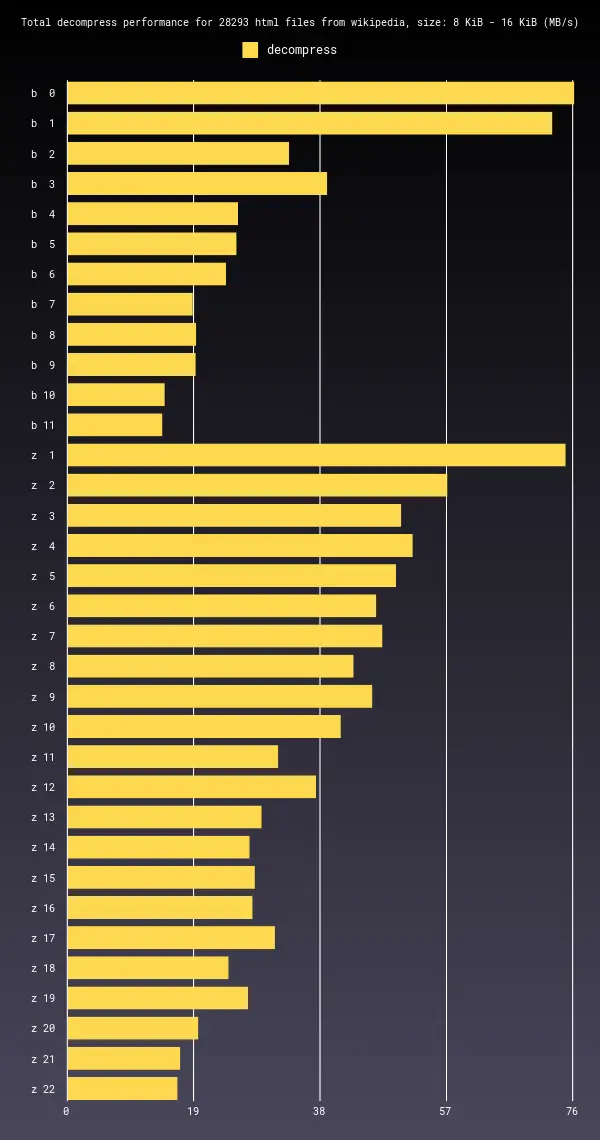 Total decompress performance for 28293 html files from wikipedia, size: 8 KiB - 16 KiB (MB/s)
decompress
b 0
b 1
b 2
b 3
b 4
b 5
b 6
b 7
b 8
b 9
b 10
b 11
z 1
z 2
z 3
z 4
z 5
z 6
z 7
z 8
z 9
z 10
z 11
z 12
z 13
z 14
z 15
z 16
z 17
z 18
z 19
z 20
z 21
z 22
0 19 38 57 76